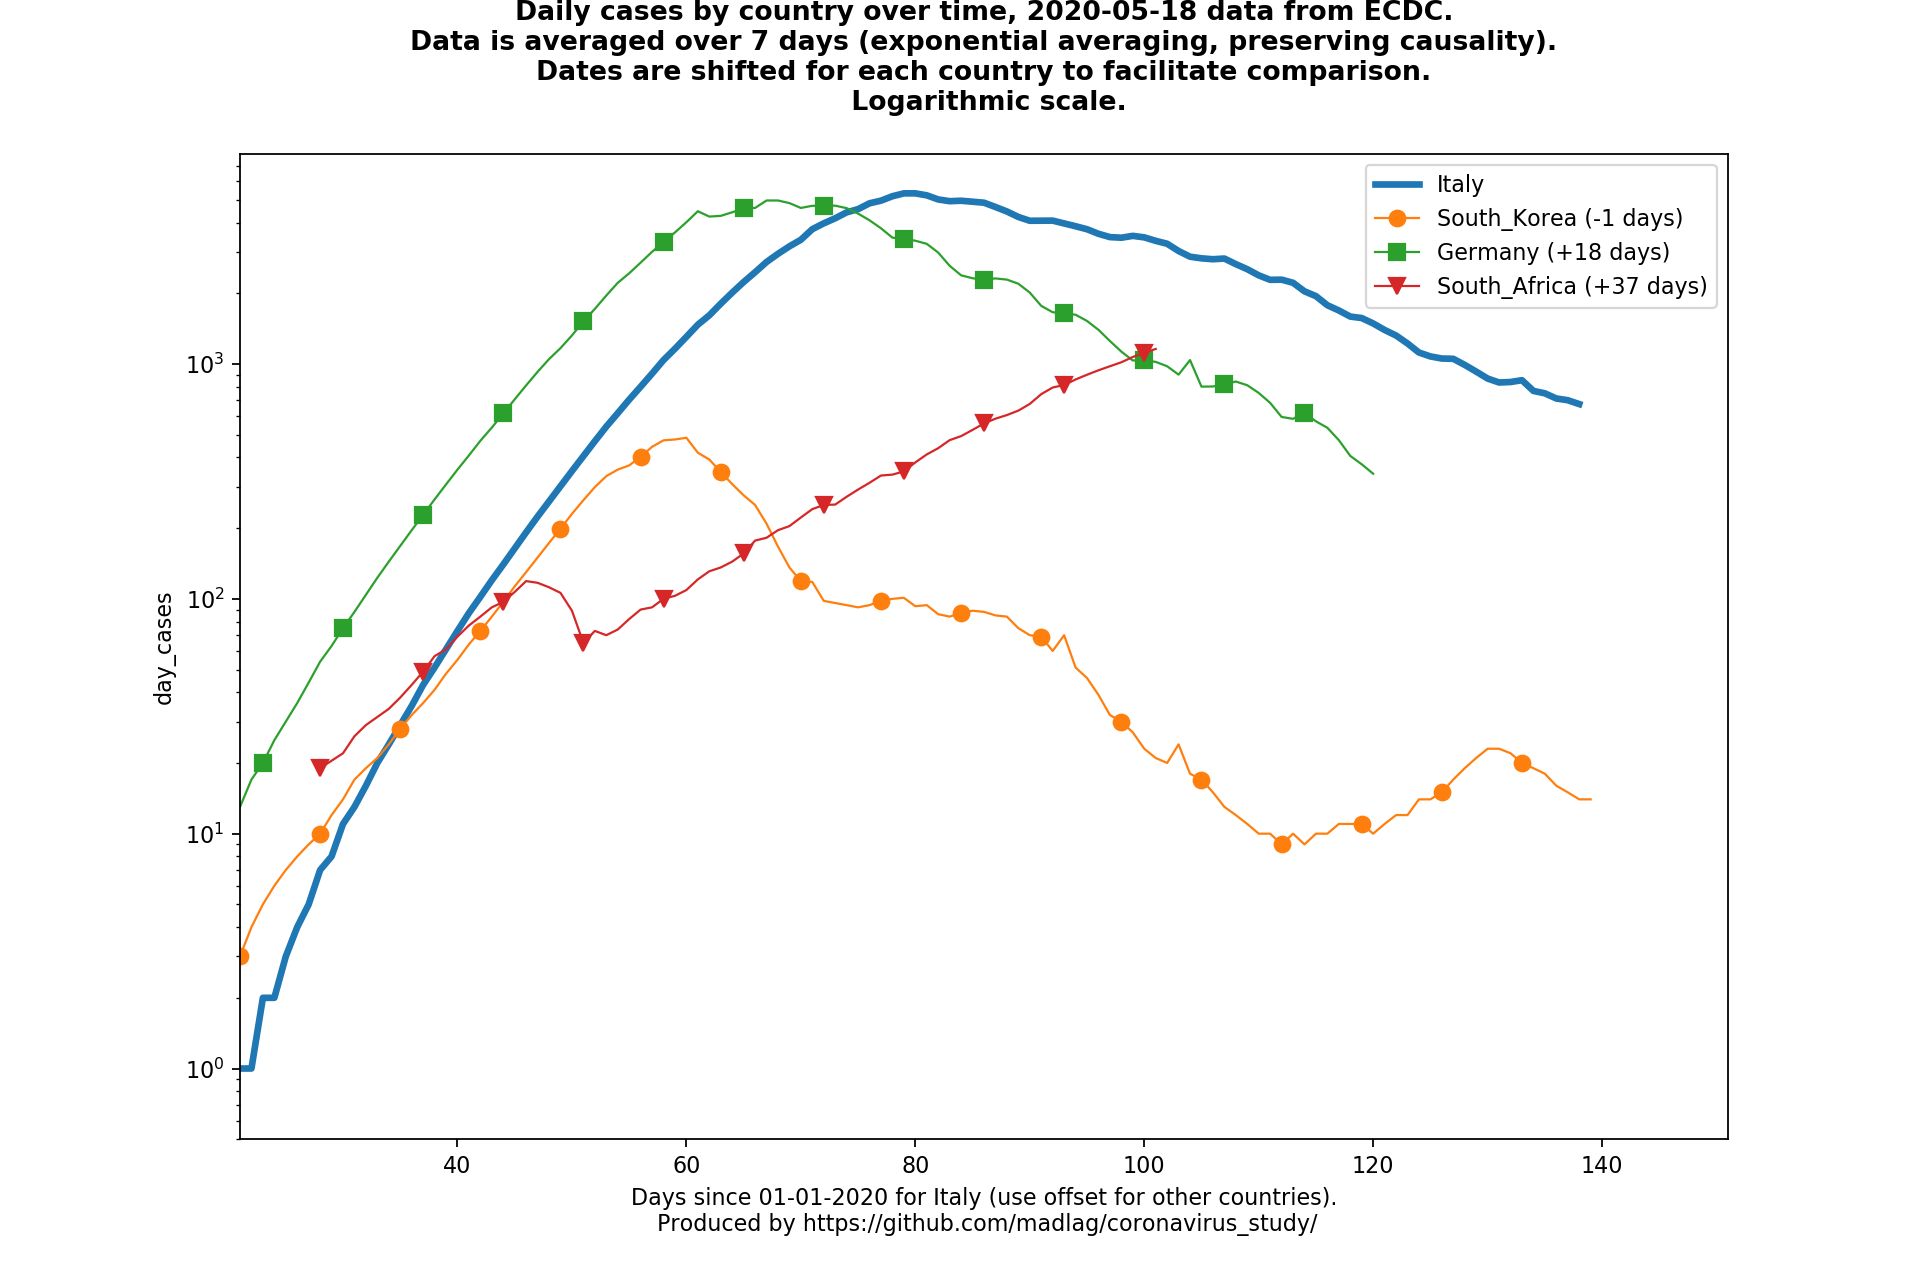 Daily cases by country over time, 2020-05-18 data from ECDC.
Data is averaged over 7 days (exponential averaging, preserving causality).
Dates are shifted for each country to facilitate comparison.
Logarithmic scale.
Italy
South_Korea (-1 days)
Germany (+18 days)
South_Africa (+37 days)
10³
10²
10¹
10⁰
day_cases
40 60 80 100 120 140
Days since 01-01-2020 for Italy (use offset for other countries).
Produced by https://github.com/madlag/coronavirus_study/